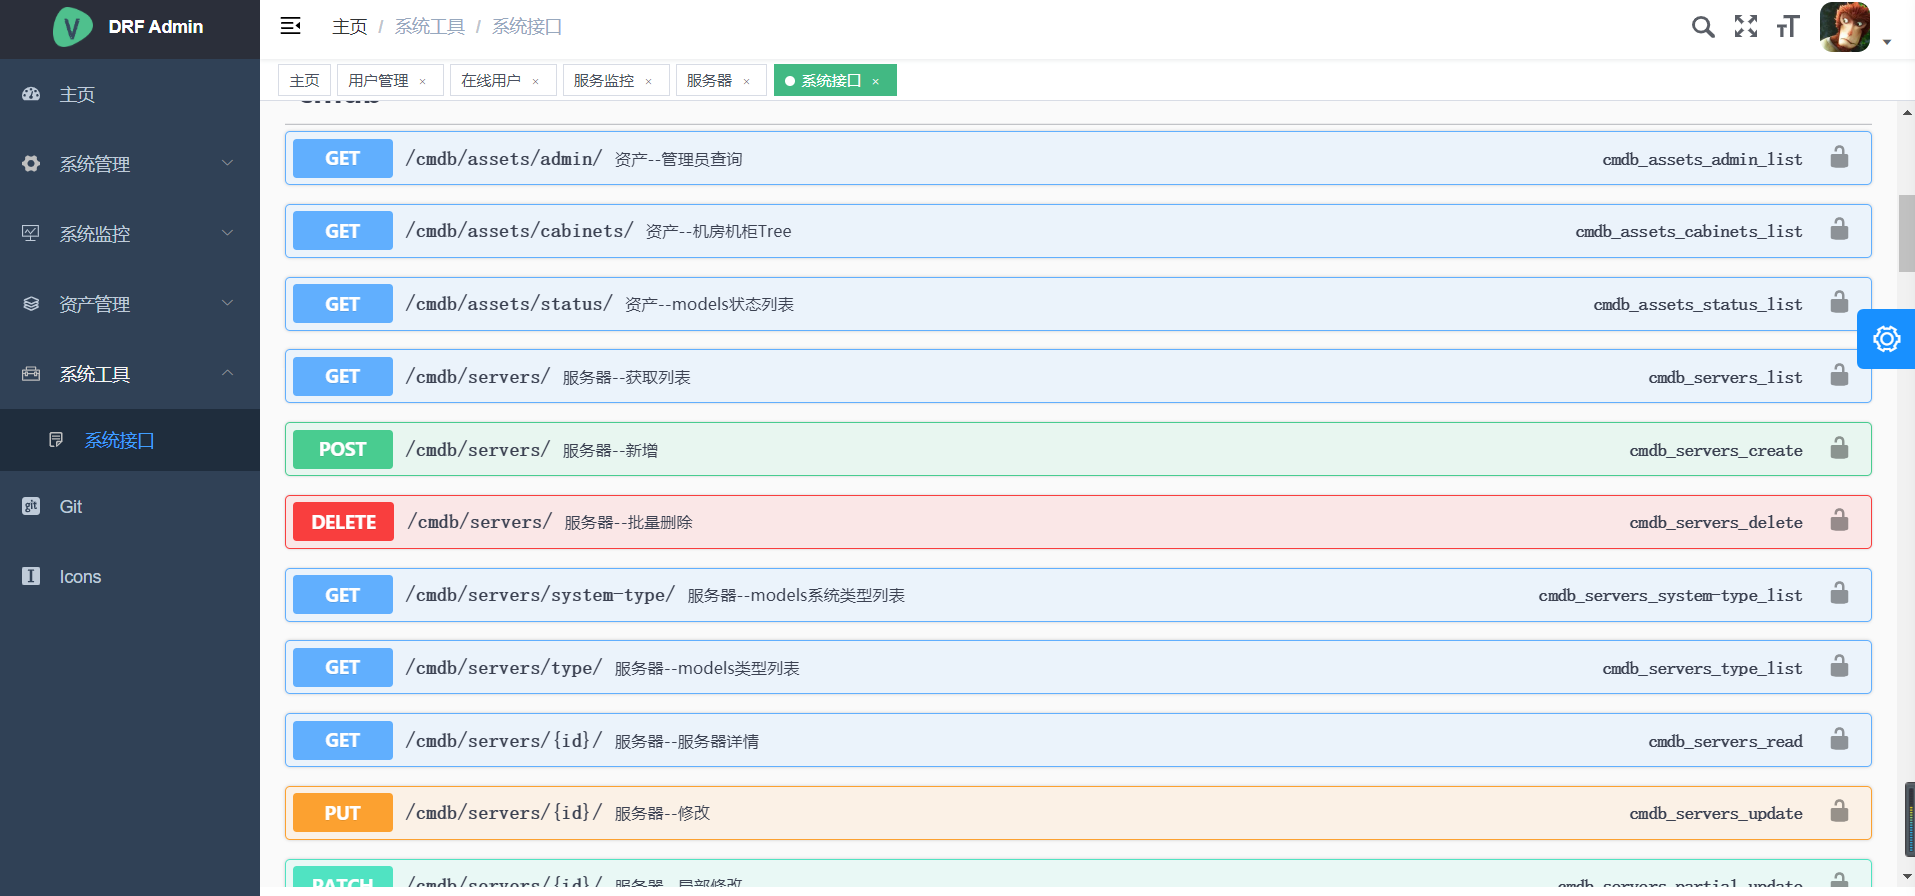 DRF Admin
主页 / 系统工具 / 系统接口
主页
用户管理 ×
在线用户 ×
服务监控 ×
服务器 ×
系统接口 ×
主页
系统管理
系统监控
资产管理
系统工具
系统接口
git Git
Icons
GET /cmdb/assets/admin/ 资产--管理员查询 cmdb_assets_admin_list
GET /cmdb/assets/cabinets/ 资产--机房机柜Tree cmdb_assets_cabinets_list
GET /cmdb/assets/status/ 资产--models状态列表 cmdb_assets_status_list
GET /cmdb/servers/ 服务器--获取列表 cmdb_servers_list
POST /cmdb/servers/ 服务器--新增 cmdb_servers_create
DELETE /cmdb/servers/ 服务器--批量删除 cmdb_servers_delete
GET /cmdb/servers/system-type/ 服务器--models系统类型列表 cmdb_servers_system-type_list
GET /cmdb/servers/type/ 服务器--models类型列表 cmdb_servers_type_list
GET /cmdb/servers/{id}/ 服务器--服务器详情 cmdb_servers_read
PUT /cmdb/servers/{id}/ 服务器--修改 cmdb_servers_update
PATCH /cmdb/servers/{id}/ 服务器--局部修改 cmdb_servers_partial_update